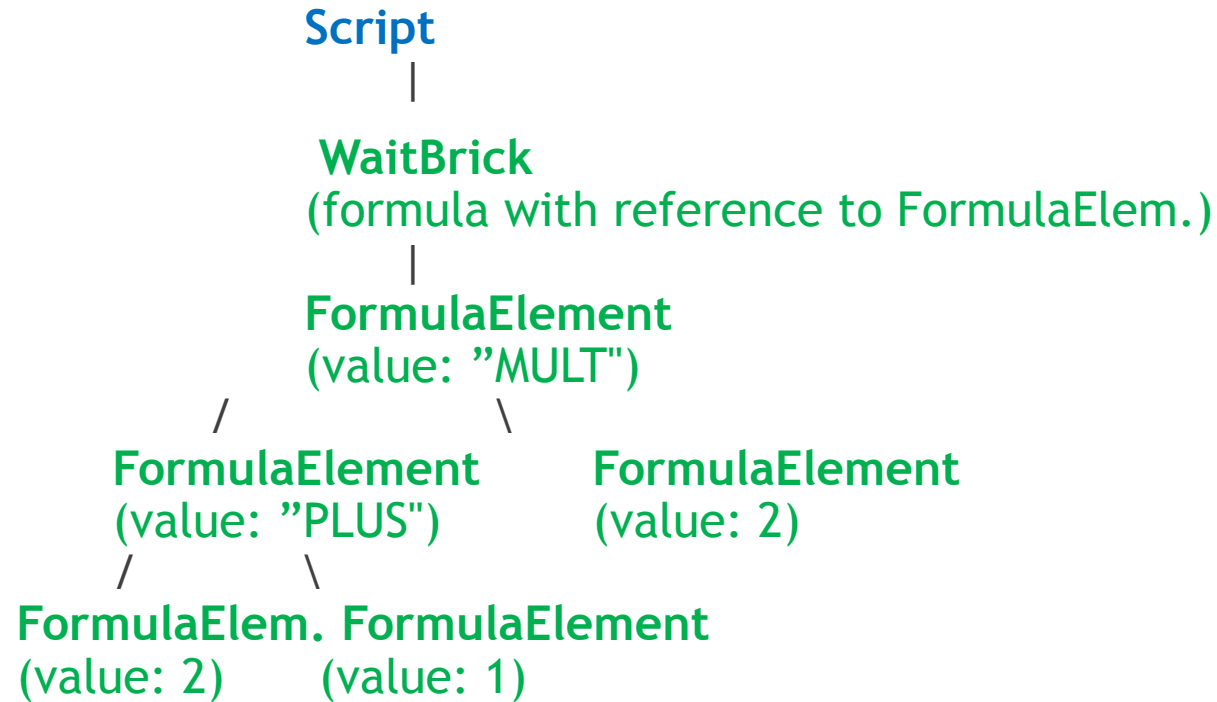 Script
|
WaitBrick
(formula with reference to FormulaElem.)
|
FormulaElement
(value: ”MULT")
/ \
FormulaElement FormulaElement
(value: ”PLUS") (value: 2)
/ \
FormulaElem. FormulaElement
(value: 2) (value: 1)